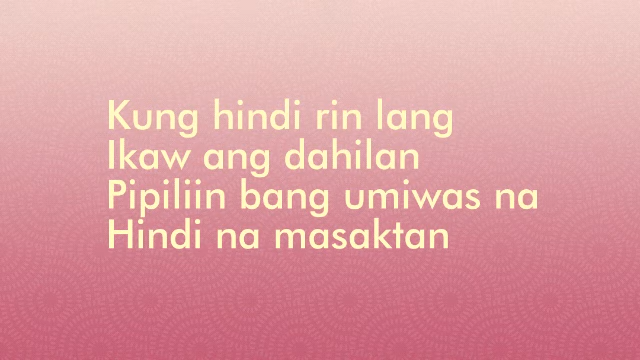 Kung hindi rin lang
Ikaw ang dahilan
Pipiliin bang umiwas na
Hindi na masaktan